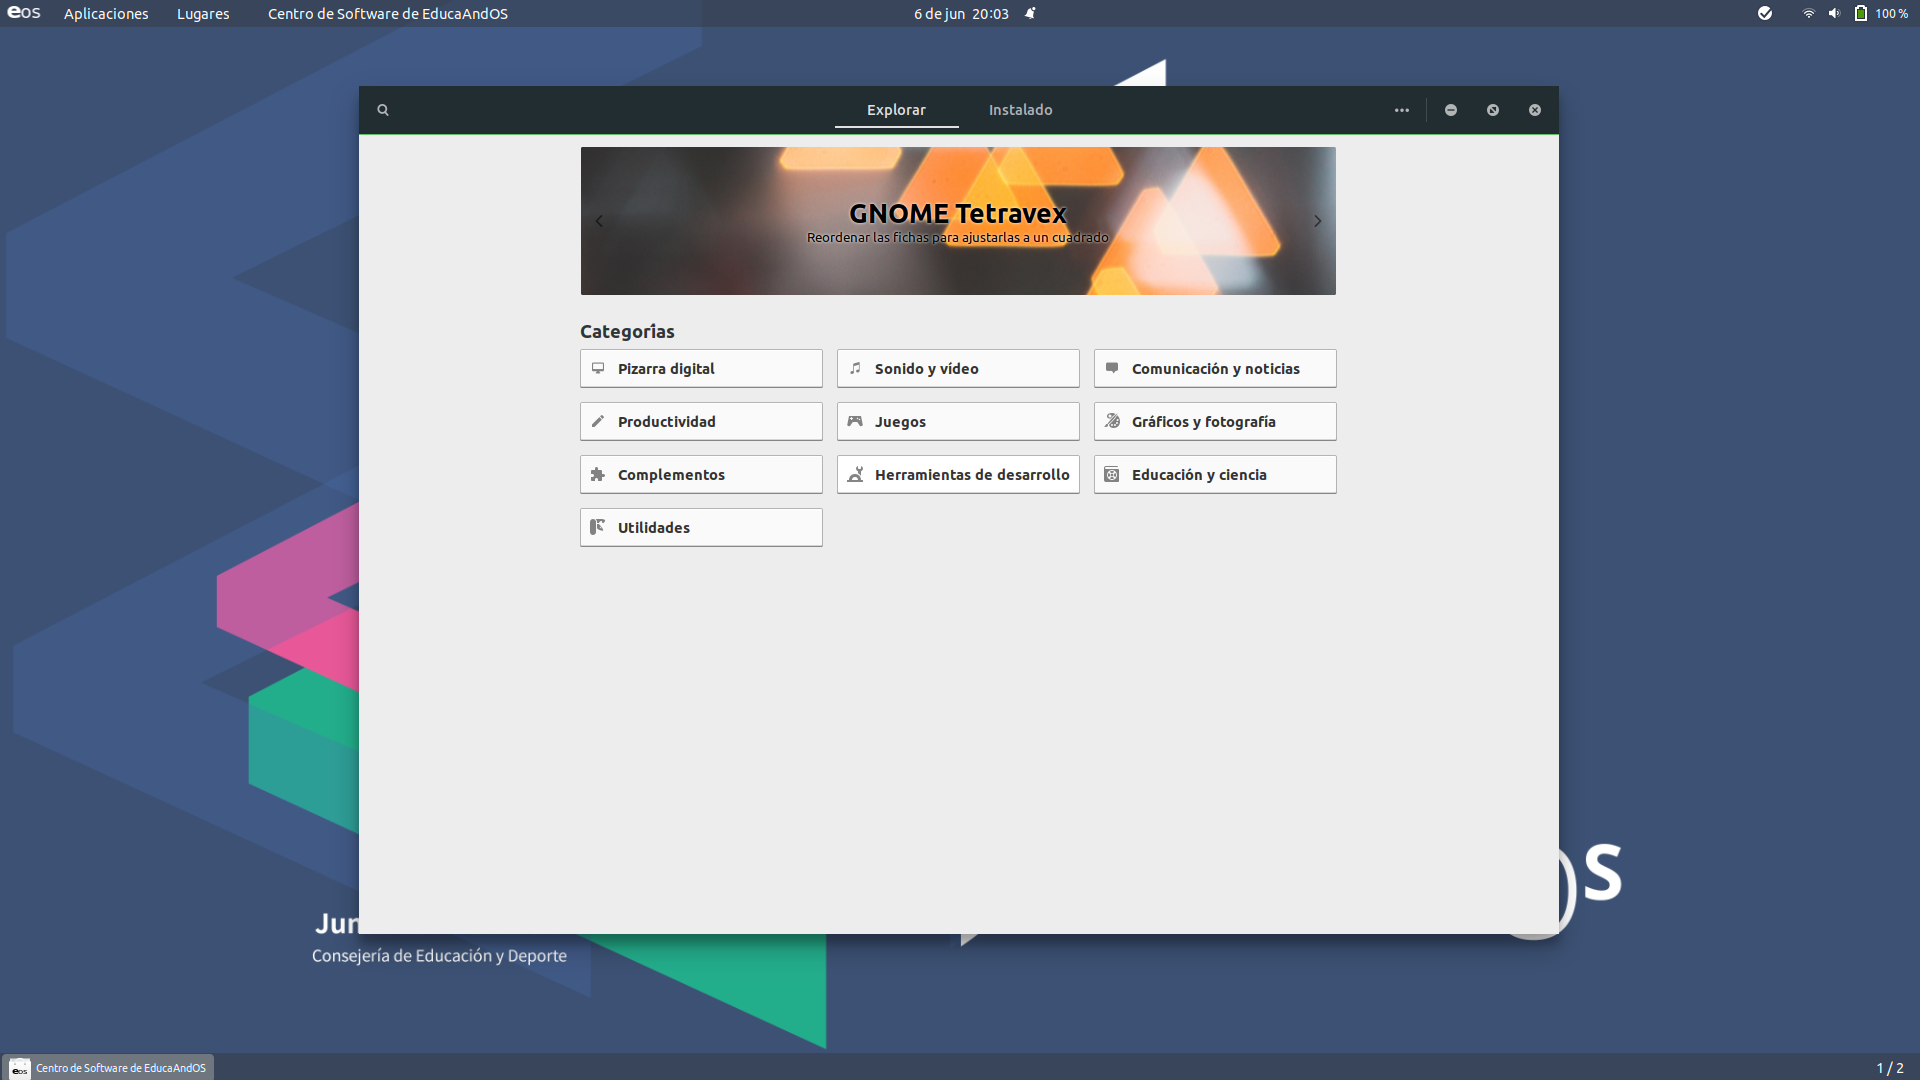 eos Aplicaciones Lugares Centro de Software de EducaAndOS 6 de jun 20:03 100 %
Explorar Instalado
GNOME Tetravex
Reordenar las fichas para ajustarlas a un cuadrado
Categorías
Pizarra digital Sonido y vídeo Comunicación y noticias
Productividad Juegos Gráficos y fotografía
Complementos Herramientas de desarrollo Educación y ciencia
Utilidades
OS
Jun
Consejería de Educación y Deporte
eos Centro de Software de EducaAndOS 1 / 2